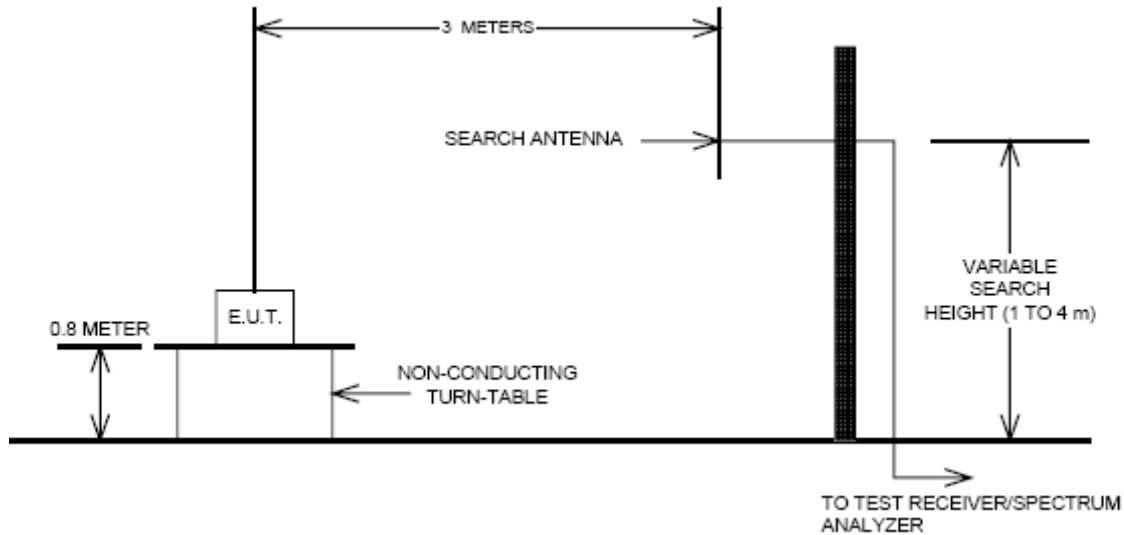 3 METERS
SEARCH ANTENNA
VARIABLE
SEARCH
HEIGHT (1 TO 4 m)
E.U.T.
0.8 METER
NON-CONDUCTING
TURN-TABLE
TO TEST RECEIVER/SPECTRUM
ANALYZER